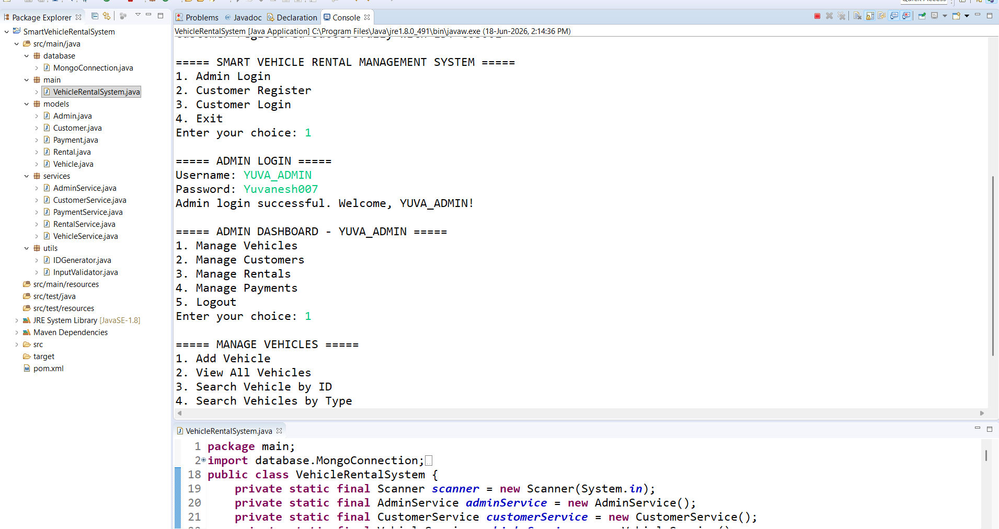 Quick Access
Package Explorer
SmartVehicleRentalSystem
src/main/java
database
MongoConnection.java
main
VehicleRentalSystem.java
models
Admin.java
Customer.java
Payment.java
Rental.java
Vehicle.java
services
AdminService.java
CustomerService.java
PaymentService.java
RentalService.java
VehicleService.java
utils
IDGenerator.java
InputValidator.java
src/main/resources
src/test/java
src/test/resources
JRE System Library [JavaSE-1.8]
Maven Dependencies
src
target
pom.xml
Problems @ Javadoc Declaration Console
VehicleRentalSystem [Java Application] C:\Program Files\Java\jre1.8.0_491\bin\javaw.exe (18-Jun-2026, 2:14:36 PM)
Customer registered successfully with ID:
===== SMART VEHICLE RENTAL MANAGEMENT SYSTEM =====
1. Admin Login
2. Customer Register
3. Customer Login
4. Exit
Enter your choice: 1
===== ADMIN LOGIN =====
Username: YUVA_ADMIN
Password: Yuvanesh007
Admin login successful. Welcome, YUVA_ADMIN!
===== ADMIN DASHBOARD - YUVA_ADMIN =====
1. Manage Vehicles
2. Manage Customers
3. Manage Rentals
4. Manage Payments
5. Logout
Enter your choice: 1
===== MANAGE VEHICLES =====
1. Add Vehicle
2. View All Vehicles
3. Search Vehicle by ID
4. Search Vehicles by Type
VehicleRentalSystem.java
1 package main;
2 import database.MongoConnection;
18 public class VehicleRentalSystem {
19 private static final Scanner scanner = new Scanner(System.in);
20 private static final AdminService adminService = new AdminService();
21 private static final CustomerService customerService = new CustomerService();